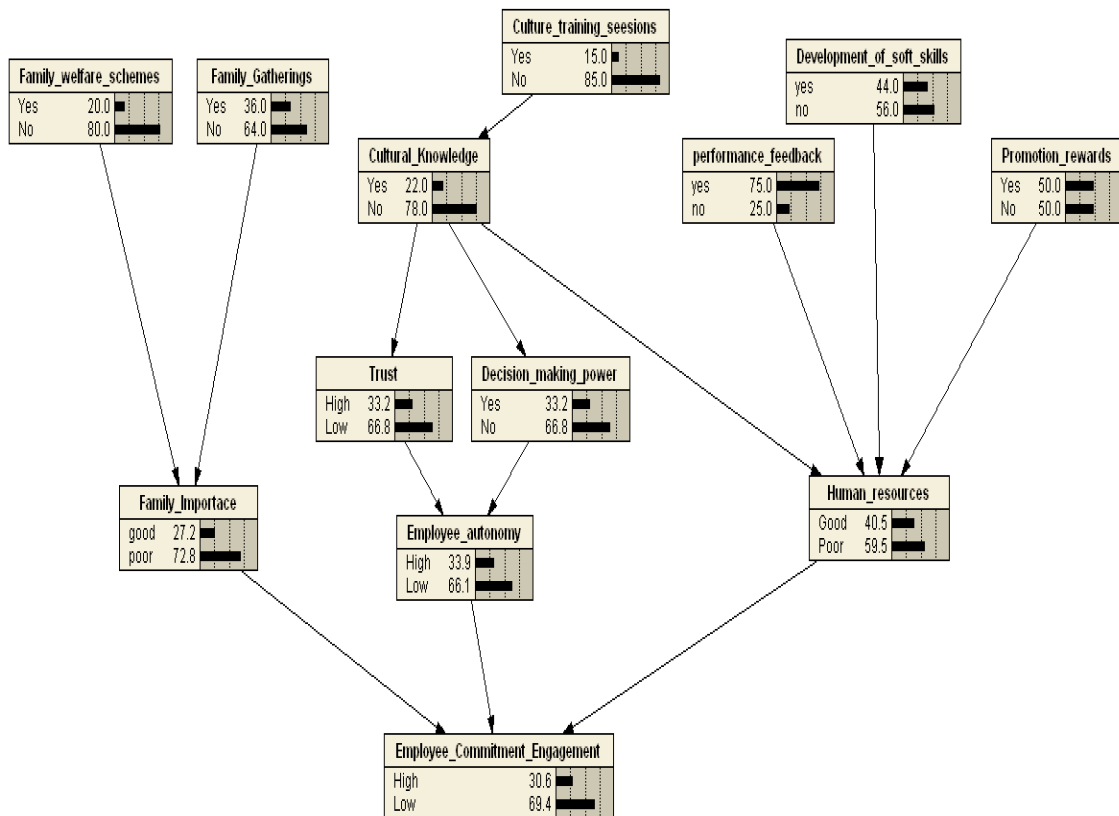 Culture_training_seesions
Yes 15.0
No 85.0
Development_of_soft_skills
yes 44.0
no 56.0
Family_welfare_schemes
Yes 20.0
No 80.0
Family_Gatherings
Yes 36.0
No 64.0
Cultural_Knowledge
Yes 22.0
No 78.0
performance_feedback
yes 75.0
no 25.0
Promotion_rewards
Yes 50.0
No 50.0
Trust
High 33.2
Low 66.8
Decision_making_power
Yes 33.2
No 66.8
Family_Importace
good 27.2
poor 72.8
Employee_autonomy
High 33.9
Low 66.1
Human_resources
Good 40.5
Poor 59.5
Employee_Commitment_Engagement
High 30.6
Low 69.4